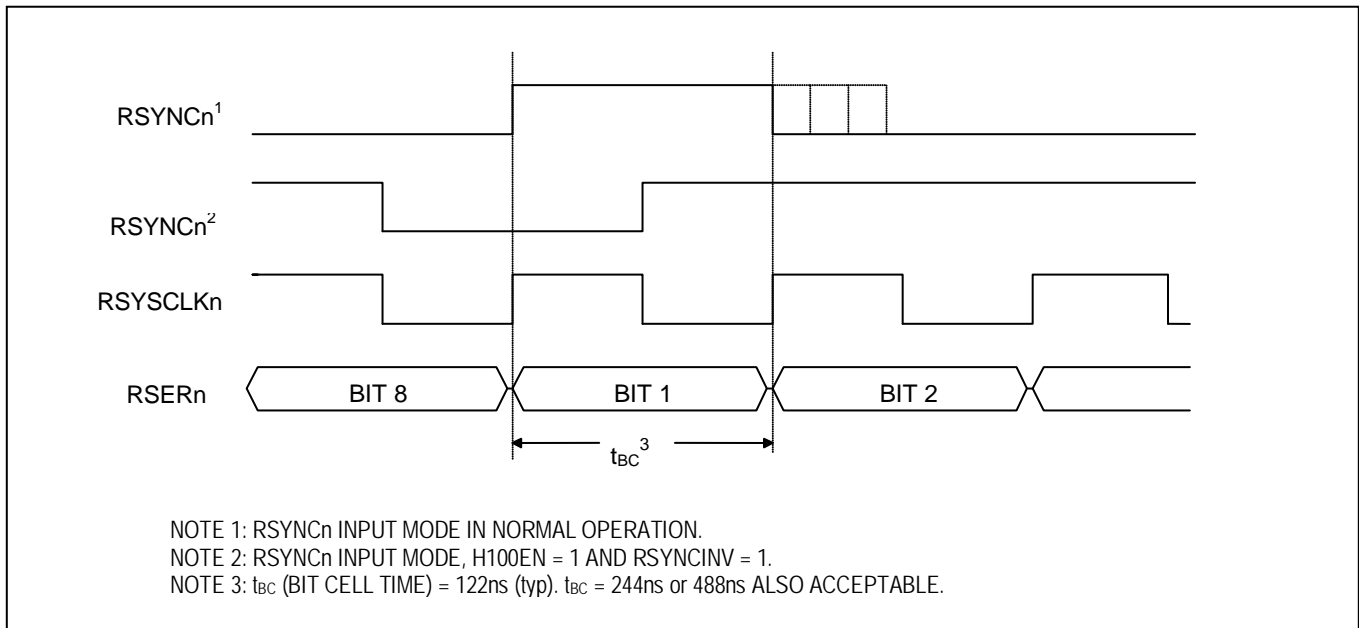 RSYNCn¹
RSYNCn²
RSYSCLKn
RSERn BIT 8 BIT 1 BIT 2
tBC³
NOTE 1: RSYNCn INPUT MODE IN NORMAL OPERATION.
NOTE 2: RSYNCn INPUT MODE, H100EN = 1 AND RSYNCINV = 1.
NOTE 3: tBC (BIT CELL TIME) = 122ns (typ). tBC = 244ns or 488ns ALSO ACCEPTABLE.